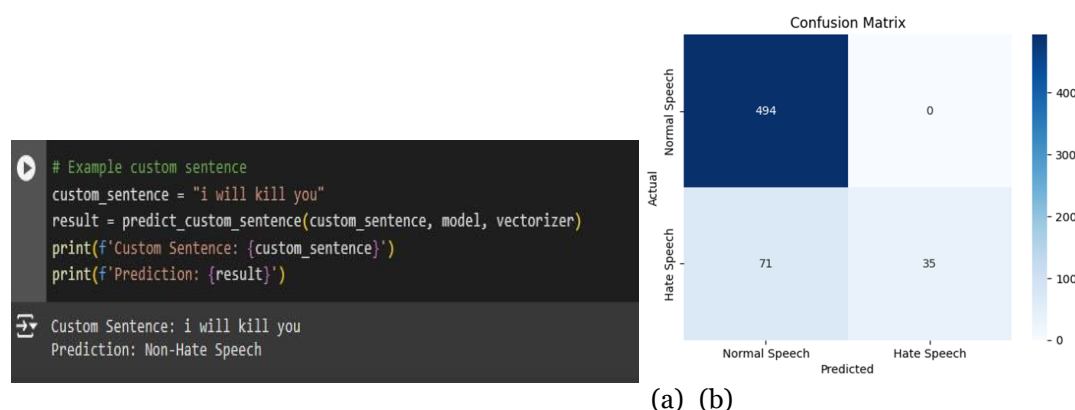 # Example custom sentence
custom_sentence = "i will kill you"
result = predict_custom_sentence(custom_sentence, model, vectorizer)
print(f'Custom Sentence: {custom_sentence}')
print(f'Prediction: {result}')
Custom Sentence: i will kill you
Prediction: Non-Hate Speech
Confusion Matrix
Actual
Normal Speech
Hate Speech
494
0
71
35
Normal Speech
Hate Speech
Predicted
400
300
200
100
0
(a) (b)